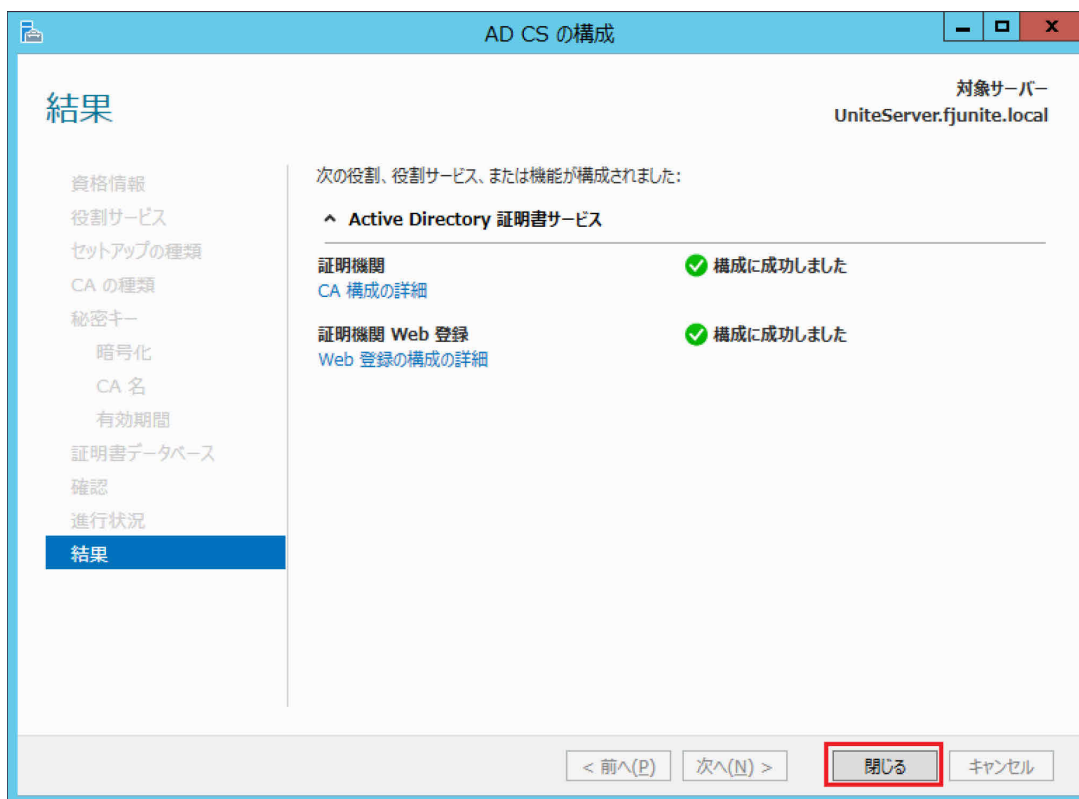 AD CS の構成
結果
対象サーバー
UniteServer.fjunite.local
資格情報
役割サービス
セットアップの種類
CA の種類
秘密キー
暗号化
CA 名
有効期間
証明書データベース
確認
進行状況
結果
次の役割、役割サービス、または機能が構成されました:
Active Directory 証明書サービス
証明機関
構成に成功しました
CA 構成の詳細
証明機関 Web 登録
構成に成功しました
Web 登録の構成の詳細
< 前へ(P)
次へ(N) >
閉じる
キャンセル